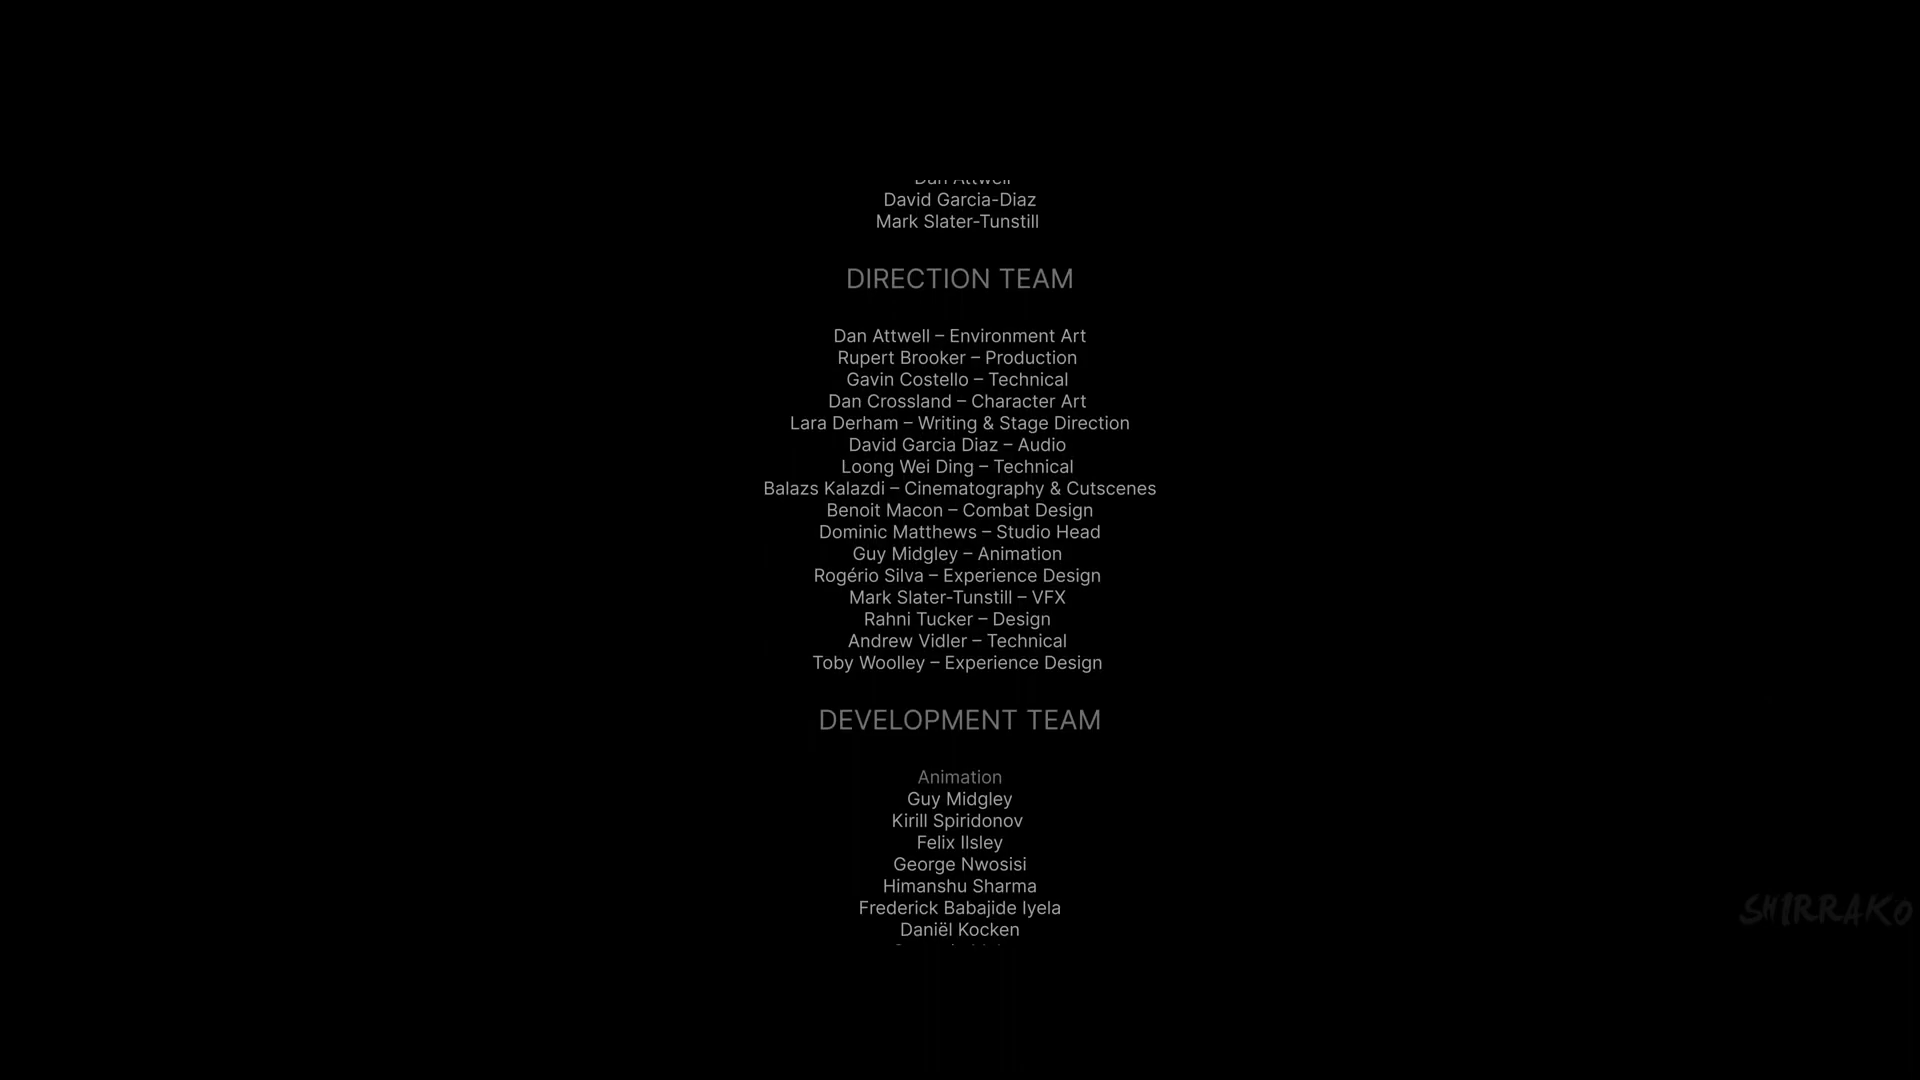 Dan Attwell
David Garcia-Diaz
Mark Slater-Tunstill
DIRECTION TEAM
Dan Attwell – Environment Art
Rupert Brooker – Production
Gavin Costello – Technical
Dan Crossland – Character Art
Lara Derham – Writing & Stage Direction
David Garcia Diaz – Audio
Loong Wei Ding – Technical
Balazs Kalazdi – Cinematography & Cutscenes
Benoit Macon – Combat Design
Dominic Matthews – Studio Head
Guy Midgley – Animation
Rogério Silva – Experience Design
Mark Slater-Tunstill – VFX
Rahni Tucker – Design
Andrew Vidler – Technical
Toby Woolley – Experience Design
DEVELOPMENT TEAM
Animation
Guy Midgley
Kirill Spiridonov
Felix Ilsley
George Nwosisi
Himanshu Sharma
Frederick Babajide Iyela
Daniël Kocken
SHIRRAKO